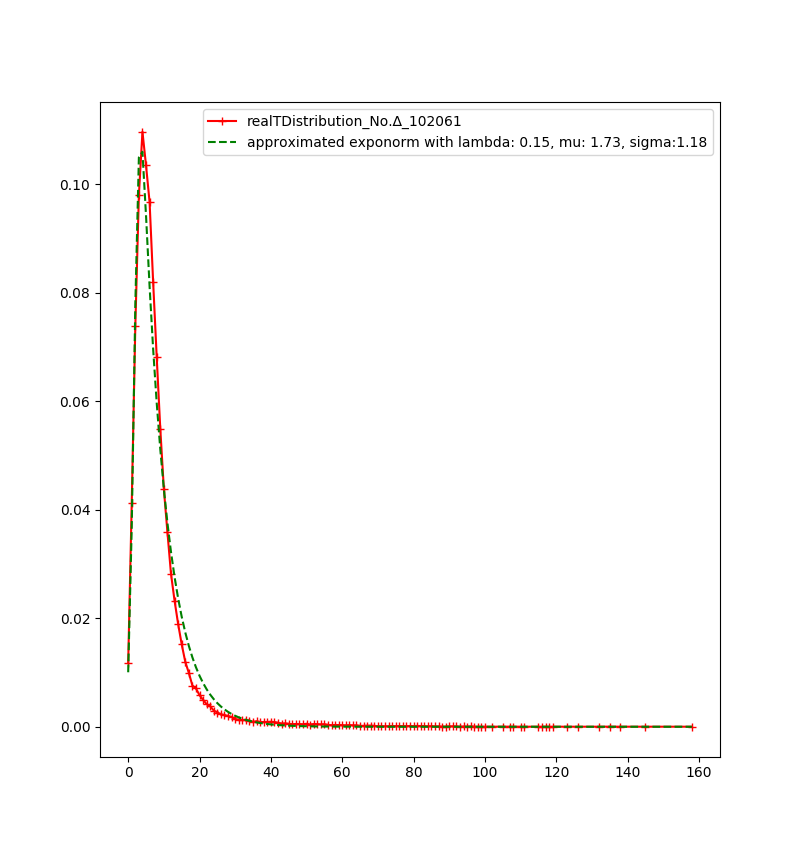 realTDistribution_No.Δ_102061
approximated exponorm with lambda: 0.15, mu: 1.73, sigma:1.18
0.10
0.08
0.06
0.04
0.02
0.00
0 20 40 60 80 100 120 140 160